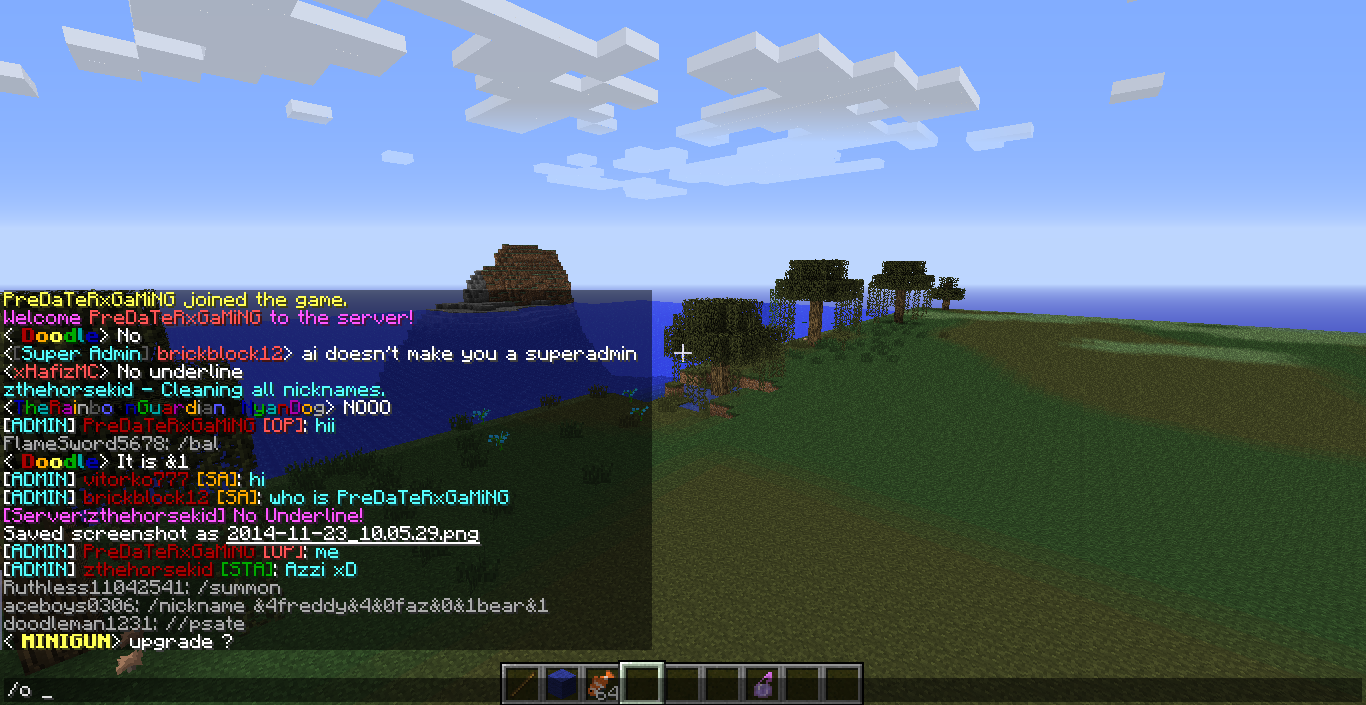 PreDaTeRxGaMiNG joined the game.
Welcome PreDaTeRxGaMiNG to the server!
< Doodle> No
<[Super Admin] brickblock12> ai doesn't make you a superadmin
<xHafizMC> No underline
zthehorsekid - Cleaning all nicknames.
<TheRainbo nGuardian NyanDog> NOOO
[ADMIN] PreDaTeRxGaMiNG [OP]: hii
FlameSword5678: /bal
< Doodle> It is &1
[ADMIN] vitorko777 [SA]: hi
[ADMIN] brickblock12 [SA]: who is PreDaTeRxGaMiNG
[Server:zthehorsekid] No Underline!
Saved screenshot as 2014-11-23_10.05.29.png
[ADMIN] PreDaTeRxGaMiNG [OP]: me
[ADMIN] zthehorsekid [STA]: Azzi xD
Ruthless11042541: /summon
aceboys0306: /nickname &4freddy&4&0faz&0&1bear&1
doodleman1231: //psate
< MINIGUN> upgrade ?
64
/o _